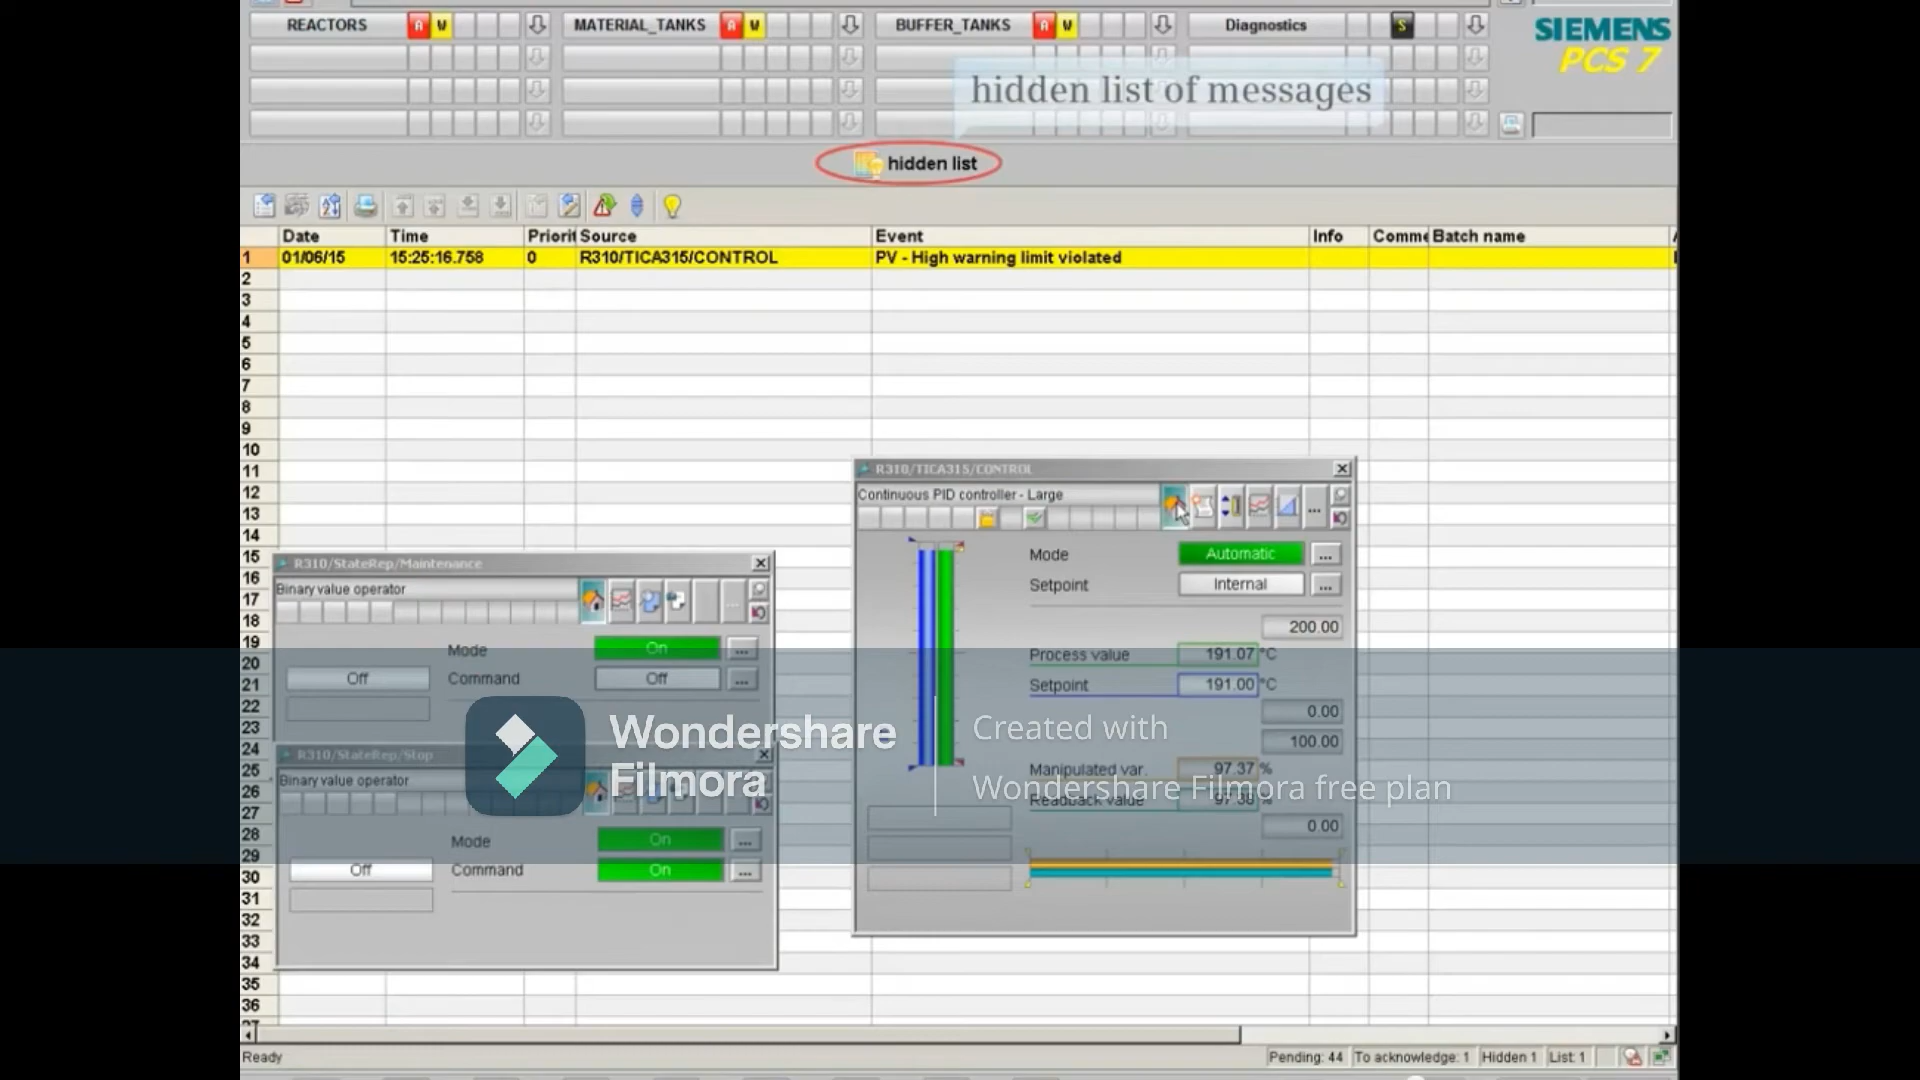 REACTORS A W MATERIAL_TANKS A W BUFFER_TANKS A W Diagnostics S SIEMENS
PCS 7
hidden list of messages
hidden list
Date Time Priorit Source Event Info Comme Batch name
1 01/06/15 15:25:16.758 0 R310/TICA315/CONTROL PV - High warning limit violated
2
3
4
5
6
7
8
9
10
11
12
13
14
15
16
17
18
19
20
21
22
23
24
25
26
27
28
29
30
31
32
33
34
35
36
37
R310/TICA315/CONTROL
Continuous PID controller - Large
...
Mode Automatic ...
Setpoint Internal ...
200.00
Process value 191.07 °C
Setpoint 191.00 °C
0.00
100.00
Manipulated var. 97.37 %
Readback value 97.38 %
0.00
R310/StateRep/Maintenance
Binary value operator
...
Mode On ...
Off Command Off ...
R310/StateRep/Stop
Binary value operator
Mode On ...
Off Command On ...
Wondershare
Filmora
Created with
Wondershare Filmora free plan
Ready Pending: 44 To acknowledge: 1 Hidden 1 List: 1